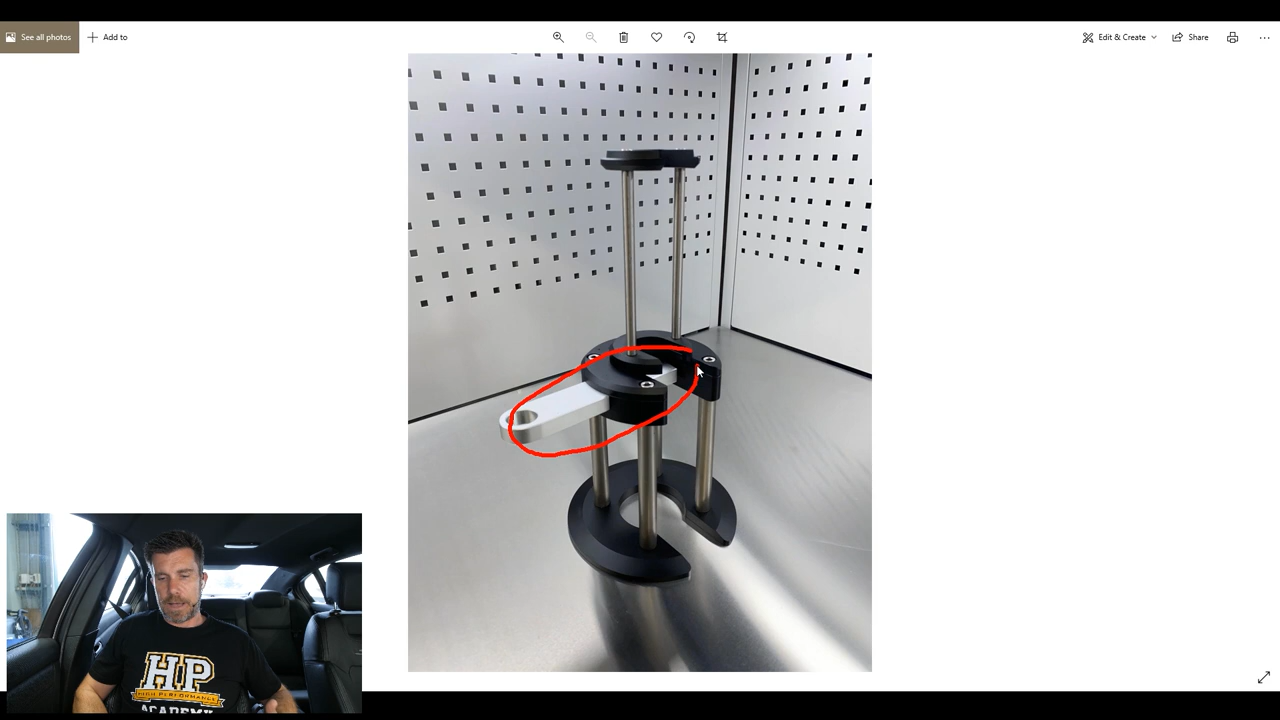 See all photos
Add to
Edit & Create
Share
HP
HIGH PERFORMANCE
ACADEMY